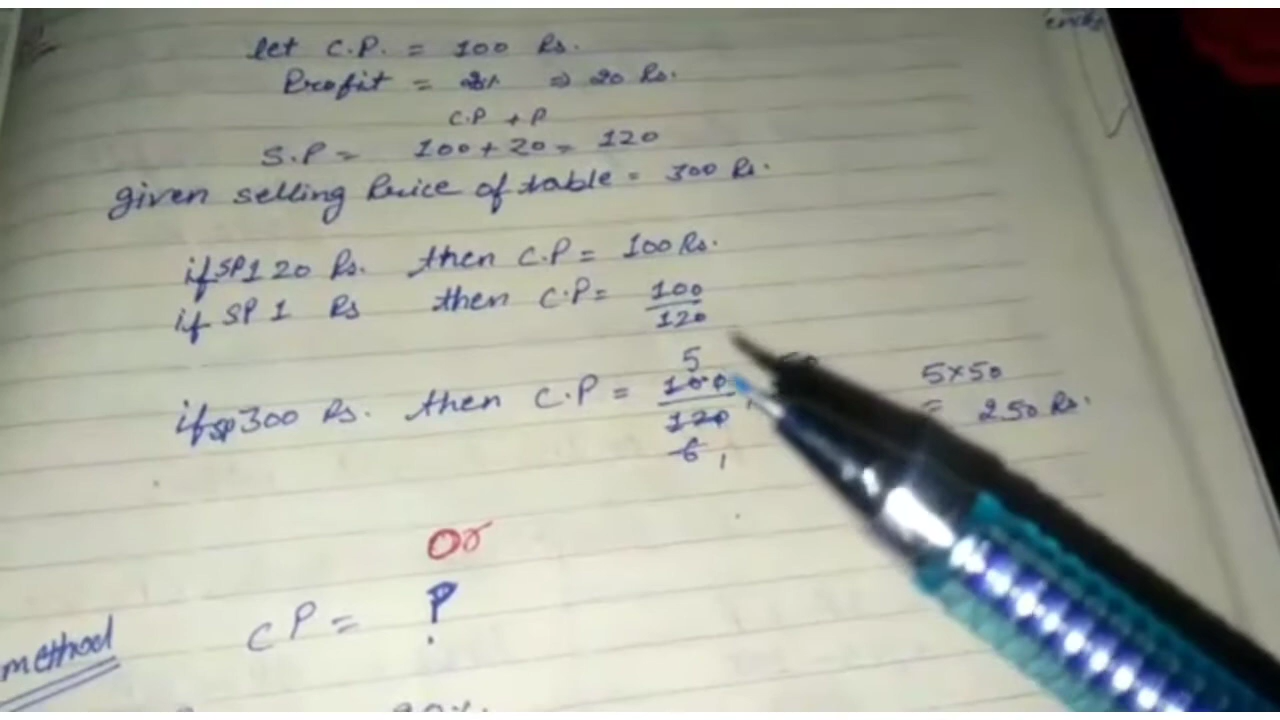 let C.P. = 100 Rs.
Profit = ⇒ 20 Rs.
C.P + P
S.P = 100 + 20 = 120
given selling Price of table = 300 Rs.
if SP 120 Rs. then C.P = 100 Rs.
if SP 1 Rs then C.P = 100/120
5
if SP 300 Rs. then C.P = 100/120
5×50
= 250 Rs.
6 1
Or
method CP = ?
20%.